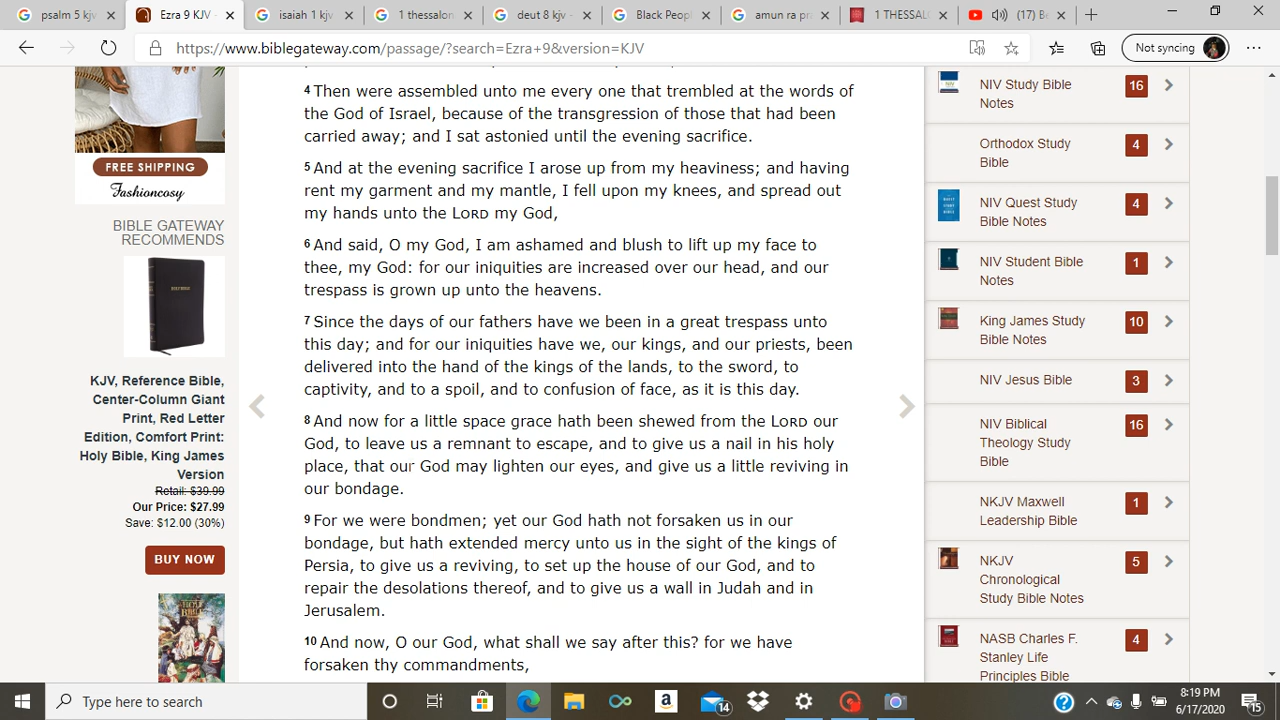 psalm 5 kjv
Ezra 9 KJV -
isaiah 1 kjv
1 thessalon
deut 8 kjv -
Black Peopl
amun ra pra
1 THESSALO
(17) Be
https://www.biblegateway.com/passage/?search=Ezra+9&version=KJV
Not syncing
FREE SHIPPING
Fashioncosy
BIBLE GATEWAY
RECOMMENDS
HOLY BIBLE
KJV, Reference Bible,
Center-Column Giant
Print, Red Letter
Edition, Comfort Print:
Holy Bible, King James
Version
Retail: $39.99
Our Price: $27.99
Save: $12.00 (30%)
BUY NOW
4 Then were assembled unto me every one that trembled at the words of
the God of Israel, because of the transgression of those that had been
carried away; and I sat astonied until the evening sacrifice.
5 And at the evening sacrifice I arose up from my heaviness; and having
rent my garment and my mantle, I fell upon my knees, and spread out
my hands unto the LORD my God,
6 And said, O my God, I am ashamed and blush to lift up my face to
thee, my God: for our iniquities are increased over our head, and our
trespass is grown up unto the heavens.
7 Since the days of our fathers have we been in a great trespass unto
this day; and for our iniquities have we, our kings, and our priests, been
delivered into the hand of the kings of the lands, to the sword, to
captivity, and to a spoil, and to confusion of face, as it is this day.
8 And now for a little space grace hath been shewed from the LORD our
God, to leave us a remnant to escape, and to give us a nail in his holy
place, that our God may lighten our eyes, and give us a little reviving in
our bondage.
9 For we were bondmen; yet our God hath not forsaken us in our
bondage, but hath extended mercy unto us in the sight of the kings of
Persia, to give us a reviving, to set up the house of our God, and to
repair the desolations thereof, and to give us a wall in Judah and in
Jerusalem.
10 And now, O our God, what shall we say after this? for we have
forsaken thy commandments,
NIV Study Bible
Notes
16
Orthodox Study
Bible
4
NIV Quest Study
Bible Notes
4
NIV Student Bible
Notes
1
King James Study
Bible Notes
10
NIV Jesus Bible
3
NIV Biblical
Theology Study
Bible
16
NKJV Maxwell
Leadership Bible
1
NKJV
Chronological
Study Bible Notes
5
NASB Charles F.
Stanley Life
Principles Bible
4
Type here to search
14
8:19 PM
6/17/2020
15